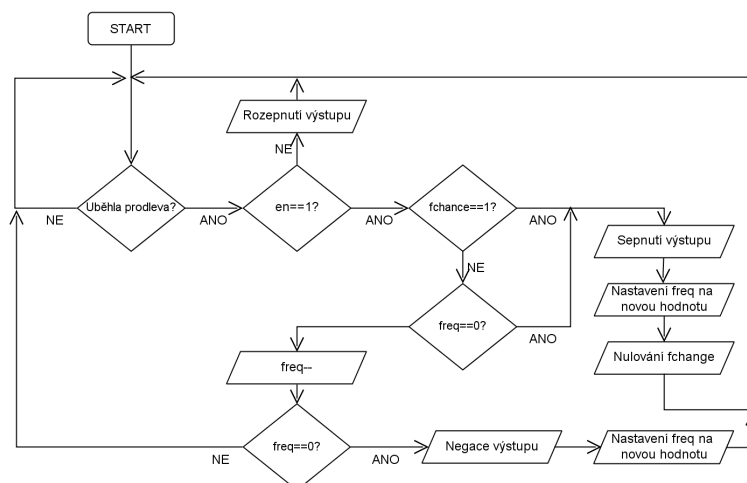 START
Rozepnutí výstupu
NE
Uběhla prodleva?
NE
ANO
en==1?
ANO
fchance==1?
ANO
NE
Sepnutí výstupu
Nastavení freq na
novou hodnotu
Nulování fchange
freq==0?
ANO
freq--
freq==0?
NE
ANO
Negace výstupu
Nastavení freq na
novou hodnotu